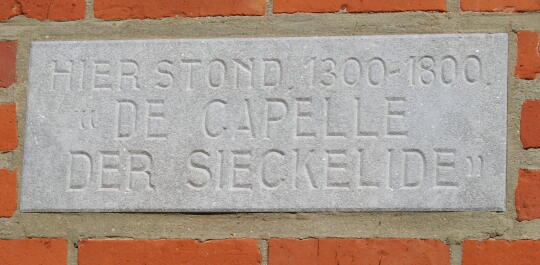 HIER STOND, 1300-1800,
“DE CAPELLE
DER SIECKELIDE”